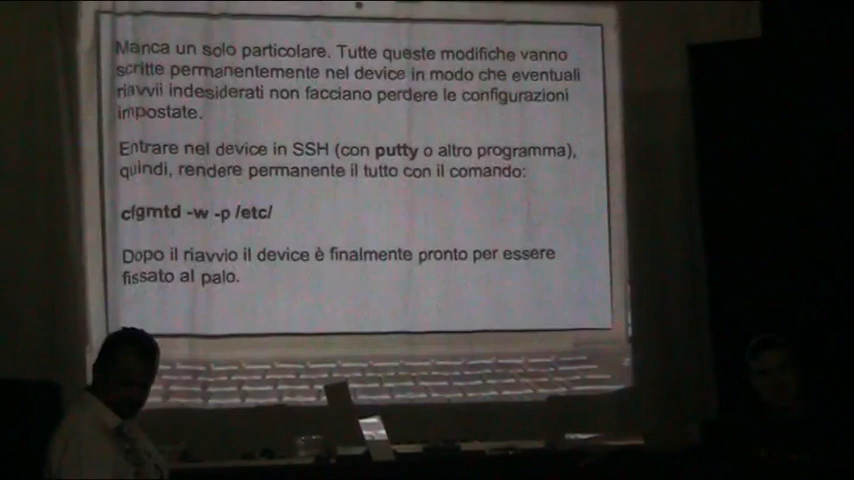 Manca un solo particolare. Tutte queste modifiche vanno
scritte permanentemente nel device in modo che eventuali
riavvii indesiderati non facciano perdere le configurazioni
impostate.
Entrare nel device in SSH (con putty o altro programma),
quindi, rendere permanente il tutto con il comando:
cfgmtd -w -p /etc/
Dopo il riavvio il device è finalmente pronto per essere
fissato al palo.